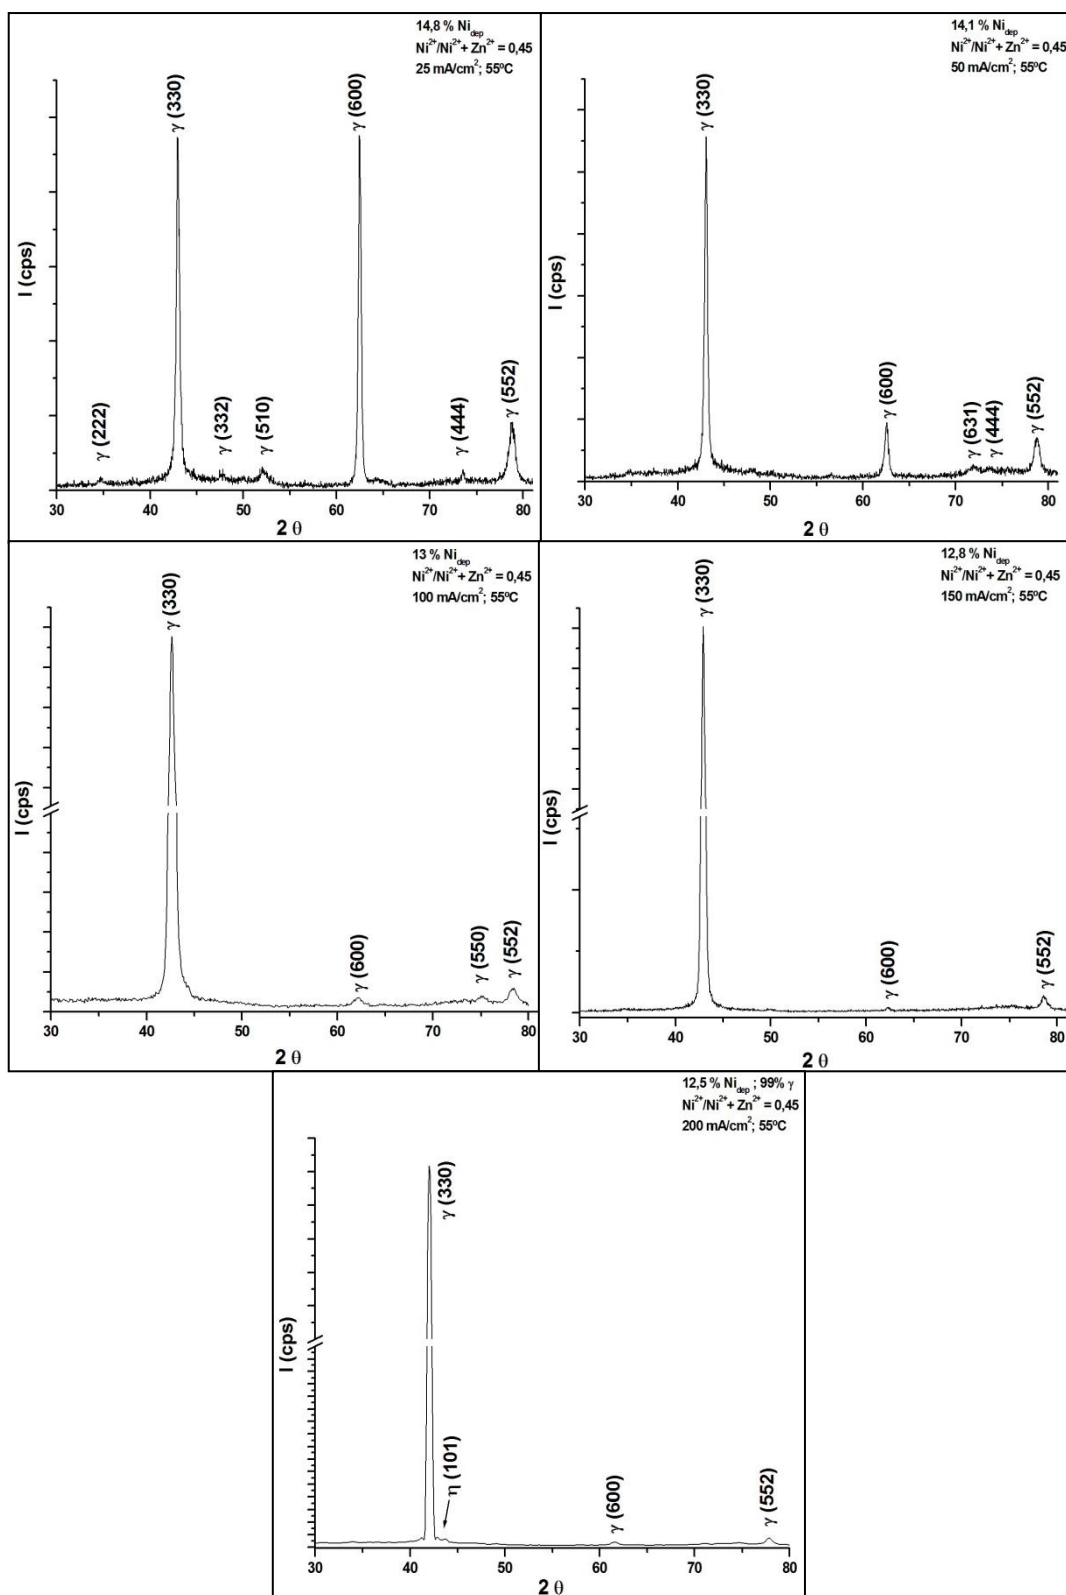 14,8 % Ni_dep
Ni²⁺/Ni²⁺ + Zn²⁺ = 0,45
25 mA/cm²; 55ºC
I (cps)
γ (222)
γ (330)
γ (332)
γ (510)
γ (600)
γ (444)
γ (552)
30 40 50 60 70 80
2 θ
14,1 % Ni_dep
Ni²⁺/Ni²⁺ + Zn²⁺ = 0,45
50 mA/cm²; 55ºC
I (cps)
γ (330)
γ (600)
γ (631)
γ (444)
γ (552)
30 40 50 60 70 80
2 θ
13 % Ni_dep
Ni²⁺/Ni²⁺ + Zn²⁺ = 0,45
100 mA/cm²; 55ºC
I (cps)
γ (330)
γ (600)
γ (550)
γ (552)
30 40 50 60 70 80
2 θ
12,8 % Ni_dep
Ni²⁺/Ni²⁺ + Zn²⁺ = 0,45
150 mA/cm²; 55ºC
I (cps)
γ (330)
γ (600)
γ (552)
30 40 50 60 70 80
2 θ
12,5 % Ni_dep ; 99% γ
Ni²⁺/Ni²⁺ + Zn²⁺ = 0,45
200 mA/cm²; 55ºC
I (cps)
γ (330)
η (101)
γ (600)
γ (552)
30 40 50 60 70 80
2 θ